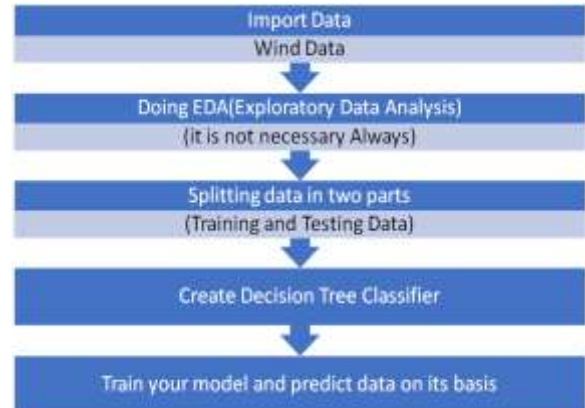 Import Data
Wind Data
Doing EDA(Exploratory Data Analysis)
(it is not necessary Always)
Splitting data in two parts
(Training and Testing Data)
Create Decision Tree Classifier
Train your model and predict data on its basis